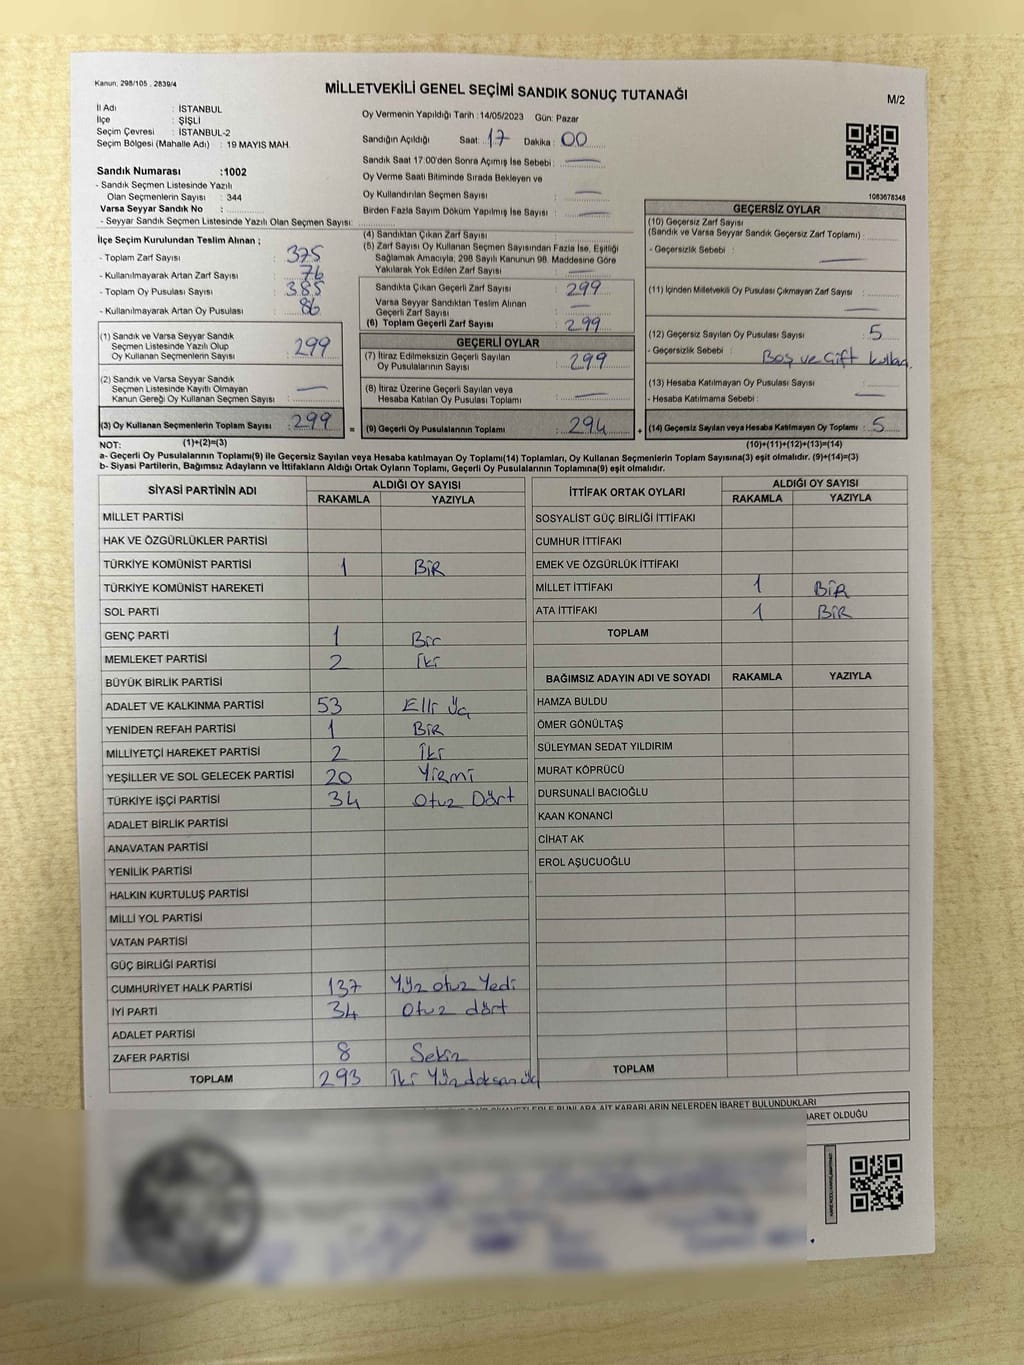 Kanun: 298/105 , 2839/4
MİLLETVEKİLİ GENEL SEÇİMİ SANDIK SONUÇ TUTANAĞI
M/2
İl Adı : İSTANBUL
İlçe : ŞİŞLİ
Seçim Çevresi : İSTANBUL-2
Seçim Bölgesi (Mahalle Adı) : 19 MAYIS MAH.
Sandık Numarası :1002
- Sandık Seçmen Listesinde Yazılı
Olan Seçmenlerin Sayısı : 344
Varsa Seyyar Sandık No :
- Seyyar Sandık Seçmen Listesinde Yazılı Olan Seçmen Sayısı:
İlçe Seçim Kurulundan Teslim Alınan ;
- Toplam Zarf Sayısı : 375
- Kullanılmayarak Artan Zarf Sayısı : 76
- Toplam Oy Pusulası Sayısı : 385
- Kullanılmayarak Artan Oy Pusulası : 86
Oy Vermenin Yapıldığı Tarih : 14/05/2023 Gün: Pazar
Sandığın Açıldığı Saat: 17 Dakika : 00
Sandık Saat 17:00'den Sonra Açımış İse Sebebi : —
Oy Verme Saati Bitiminde Sırada Bekleyen ve
Oy Kullandırılan Seçmen Sayısı : —
Birden Fazla Sayım Döküm Yapılmış İse Sayısı : —
(4) Sandıktan Çıkan Zarf Sayısı :
(5) Zarf Sayısı Oy Kullanan Seçmen Sayısından Fazla İse, Eşitliği
Sağlamak Amacıyla, 298 Sayılı Kanunun 98. Maddesine Göre
Yakılarak Yok Edilen Zarf Sayısı : —
Sandıkta Çıkan Geçerli Zarf Sayısı : 299
Varsa Seyyar Sandıktan Teslim Alınan
Geçerli Zarf Sayısı : —
(6) Toplam Geçerli Zarf Sayısı : 299
1083678348
GEÇERSİZ OYLAR
(10) Geçersiz Zarf Sayısı
(Sandık ve Varsa Seyyar Sandık Geçersiz Zarf Toplamı) :
- Geçersizlik Sebebi : —
(11) İçinden Milletvekili Oy Pusulası Çıkmayan Zarf Sayısı : —
(12) Geçersiz Sayılan Oy Pusulası Sayısı : 5
- Geçersizlik Sebebi : Boş ve Çift
(13) Hesaba Katılmayan Oy Pusulası Sayısı :
- Hesaba Katılmama Sebebi : —
(1) Sandık ve Varsa Seyyar Sandık
Seçmen Listesinde Yazılı Olup
Oy Kullanan Seçmenlerin Sayısı : 299
(2) Sandık ve Varsa Seyyar Sandık
Seçmen Listesinde Kayıtlı Olmayan
Kanun Gereği Oy Kullanan Seçmen Sayısı : —
GEÇERLİ OYLAR
(7) İtiraz Edilmeksizin Geçerli Sayılan
Oy Pusulalarının Sayısı : 299
(8) İtiraz Üzerine Geçerli Sayılan veya
Hesaba Katılan Oy Pusulası Toplamı : —
(3) Oy Kullanan Seçmenlerin Toplam Sayısı : 299 = (9) Geçerli Oy Pusulalarının Toplamı : 294 + (14) Geçersiz Sayılan veya Hesaba Katılmayan Oy Toplamı : 5
NOT: (1)+(2)=(3) (10)+(11)+(12)+(13)=(14)
a- Geçerli Oy Pusulalarının Toplamı(9) ile Geçersiz Sayılan veya Hesaba katılmayan Oy Toplamı(14) Toplamları, Oy Kullanan Seçmenlerin Toplam Sayısına(3) eşit olmalıdır. (9)+(14)=(3)
b- Siyasi Partilerin, Bağımsız Adayların ve İttifakların Aldığı Ortak Oyların Toplamı, Geçerli Oy Pusulalarının Toplamına(9) eşit olmalıdır.
SİYASİ PARTİNİN ADI ALDIĞI OY SAYISI
RAKAMLA YAZIYLA
MİLLET PARTİSİ
HAK VE ÖZGÜRLÜKLER PARTİSİ
TÜRKİYE KOMÜNİST PARTİSİ 1 BİR
TÜRKİYE KOMÜNİST HAREKETİ
SOL PARTİ
GENÇ PARTİ 1 Bir
MEMLEKET PARTİSİ 2 İki
BÜYÜK BİRLİK PARTİSİ
ADALET VE KALKINMA PARTİSİ 53 Elli Üç
YENİDEN REFAH PARTİSİ 1 BİR
MİLLİYETÇİ HAREKET PARTİSİ 2 İki
YEŞİLLER VE SOL GELECEK PARTİSİ 20 Yirmi
TÜRKİYE İŞÇİ PARTİSİ 34 Otuz Dört
ADALET BİRLİK PARTİSİ
ANAVATAN PARTİSİ
YENİLİK PARTİSİ
HALKIN KURTULUŞ PARTİSİ
MİLLİ YOL PARTİSİ
VATAN PARTİSİ
GÜÇ BİRLİĞİ PARTİSİ
CUMHURİYET HALK PARTİSİ 137 Yüz otuz Yedi
İYİ PARTİ 34 Otuz dört
ADALET PARTİSİ
ZAFER PARTİSİ 8 Sekiz
TOPLAM 293 İki Yüz doksan üç
İTTİFAK ORTAK OYLARI ALDIĞI OY SAYISI
RAKAMLA YAZIYLA
SOSYALİST GÜÇ BİRLİĞİ İTTİFAKI
CUMHUR İTTİFAKI
EMEK VE ÖZGÜRLÜK İTTİFAKI
MİLLET İTTİFAKI 1 BİR
ATA İTTİFAKI 1 BİR
TOPLAM
BAĞIMSIZ ADAYIN ADI VE SOYADI RAKAMLA YAZIYLA
HAMZA BULDU
ÖMER GÖNÜLTAŞ
SÜLEYMAN SEDAT YILDIRIM
MURAT KÖPRÜCÜ
DURSUNALİ BACIOĞLU
KAAN KONANCİ
CİHAT AK
EROL AŞUCUOĞLU
TOPLAM
BUNLARA AİT KARARLARIN NELERDEN İBARET BULUNDUKLARI
İBARET OLDUĞU